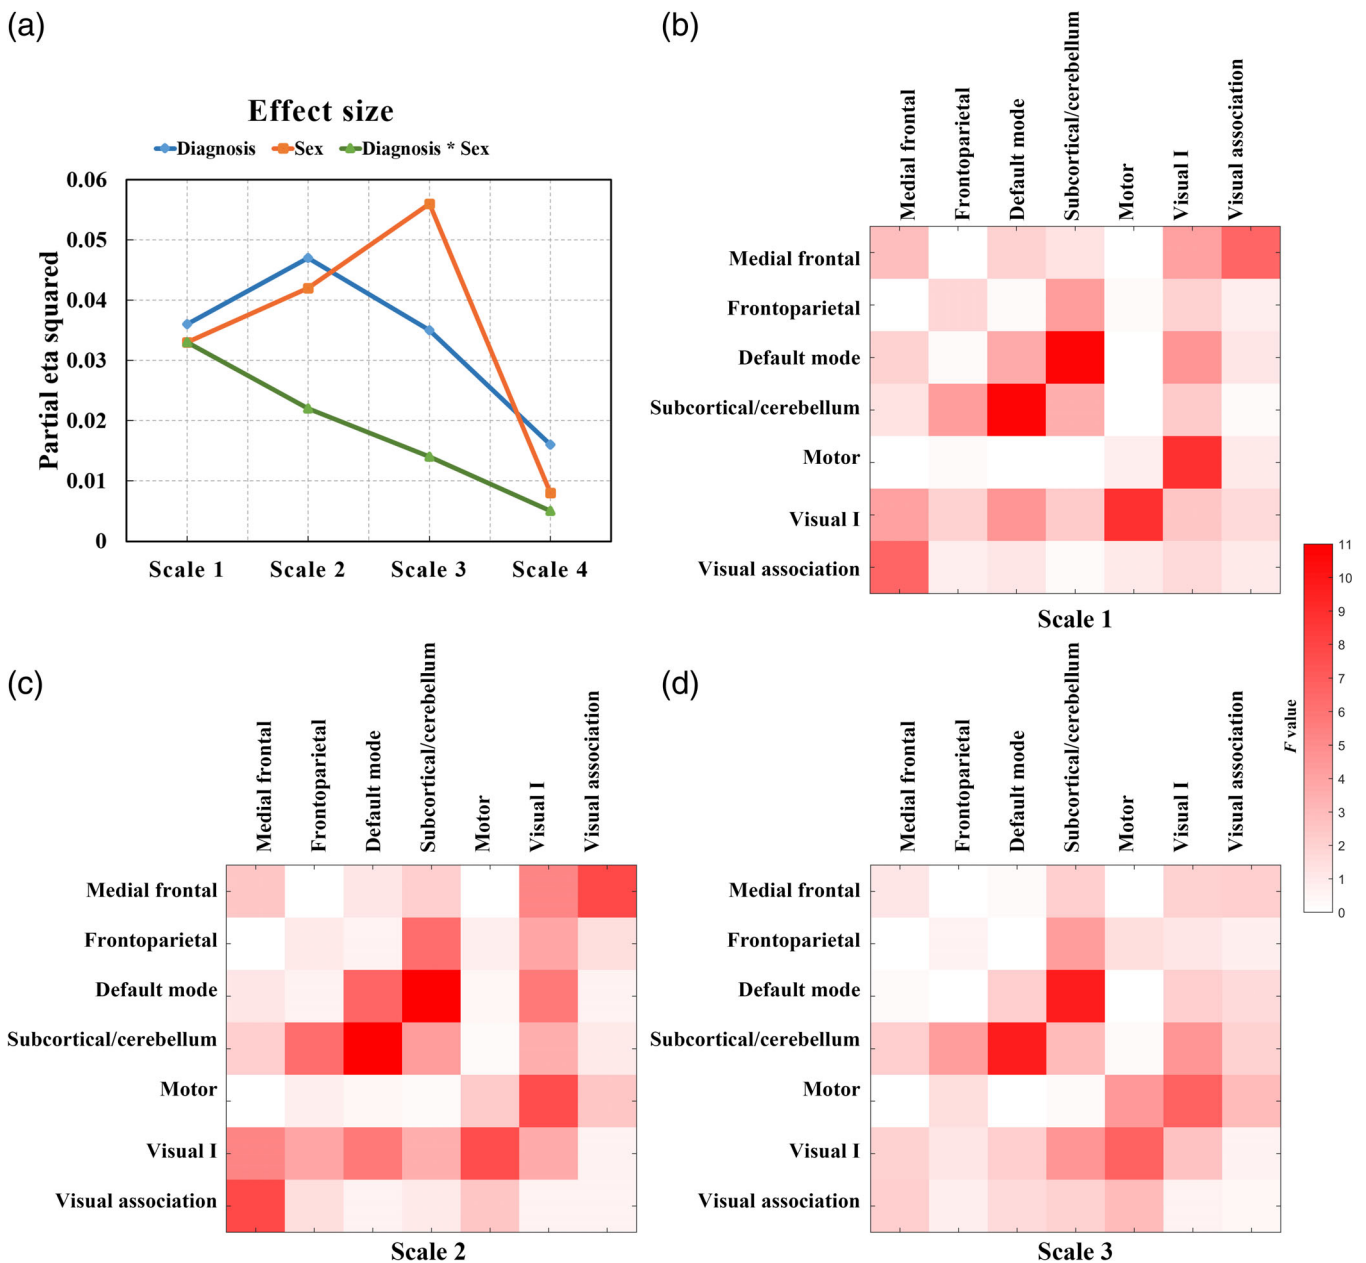 (a)
Effect size
Diagnosis Sex Diagnosis * Sex
Partial eta squared
0.06
0.05
0.04
0.03
0.02
0.01
0
Scale 1 Scale 2 Scale 3 Scale 4
(b)
Medial frontal
Frontoparietal
Default mode
Subcortical/cerebellum
Motor
Visual I
Visual association
Medial frontal
Frontoparietal
Default mode
Subcortical/cerebellum
Motor
Visual I
Visual association
Scale 1
11
10
9
8
7
6
5
4
3
2
1
0
F value
(c)
Medial frontal
Frontoparietal
Default mode
Subcortical/cerebellum
Motor
Visual I
Visual association
Medial frontal
Frontoparietal
Default mode
Subcortical/cerebellum
Motor
Visual I
Visual association
Scale 2
(d)
Medial frontal
Frontoparietal
Default mode
Subcortical/cerebellum
Motor
Visual I
Visual association
Medial frontal
Frontoparietal
Default mode
Subcortical/cerebellum
Motor
Visual I
Visual association
Scale 3